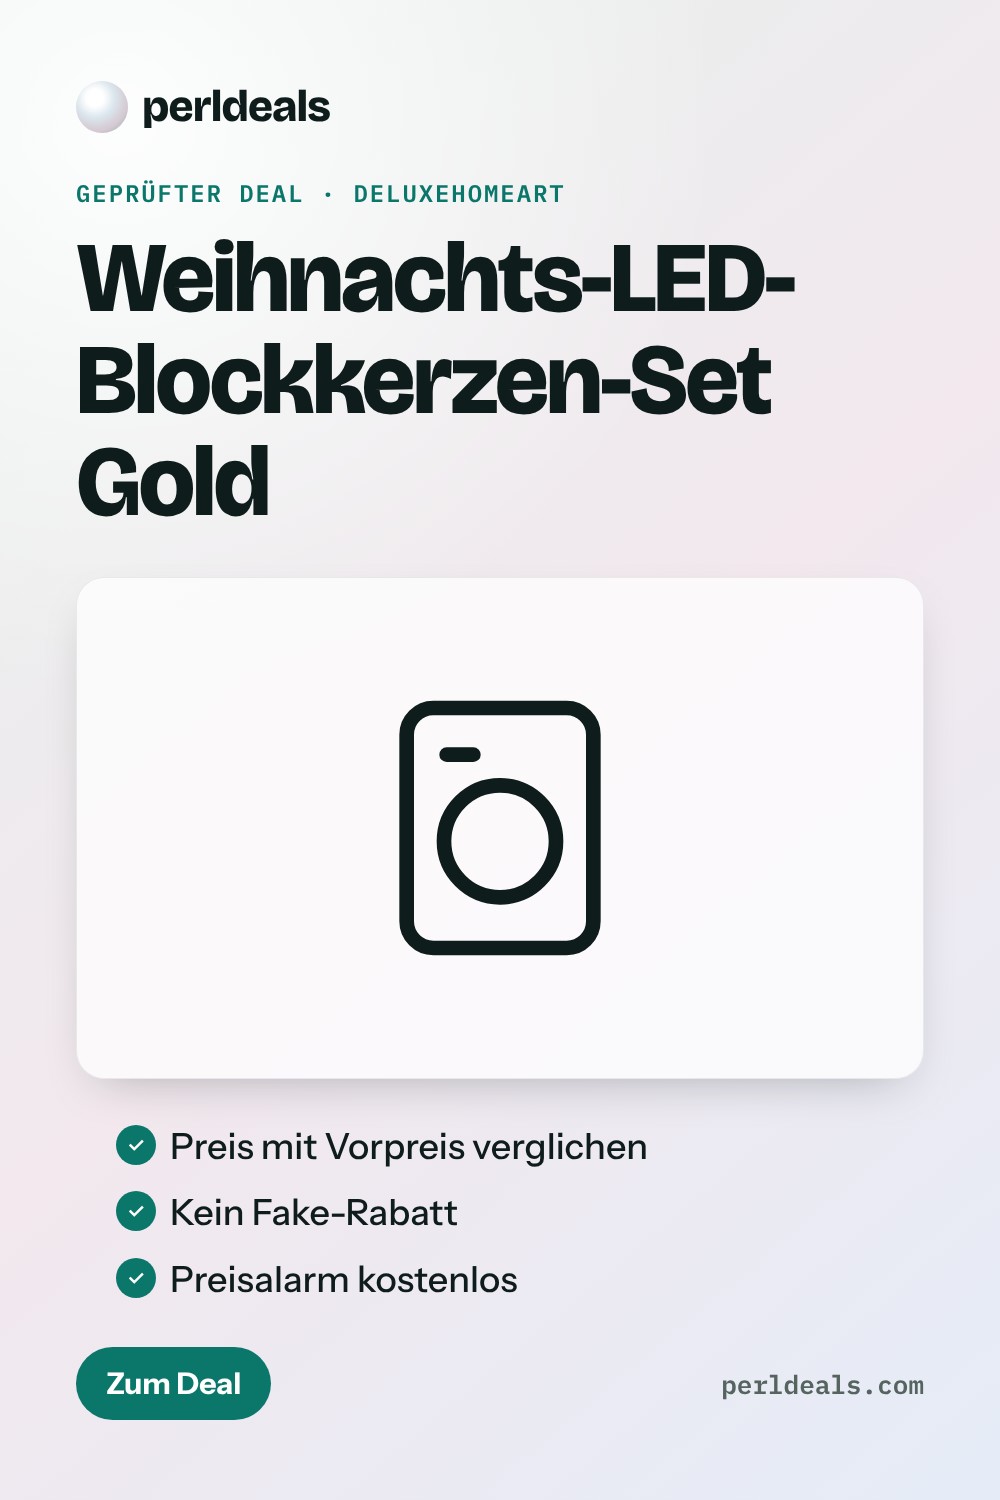 perldeals
GEPRÜFTER DEAL · DELUXEHOMEART
Weihnachts-LED-
Blockkerzen-Set
Gold
Preis mit Vorpreis verglichen
Kein Fake-Rabatt
Preisalarm kostenlos
Zum Deal
perldeals.com